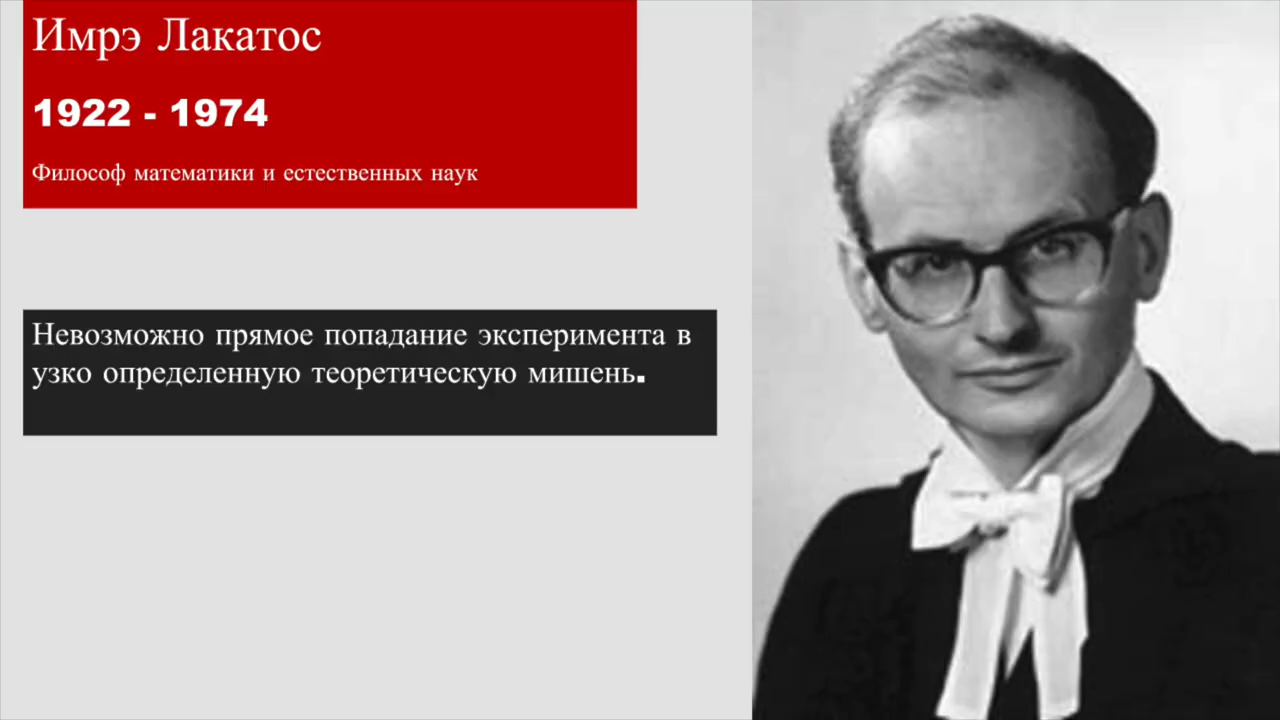 Имрэ Лакатос
1922 - 1974
Философ математики и естественных наук
Невозможно прямое попадание эксперимента в
узко определенную теоретическую мишень.